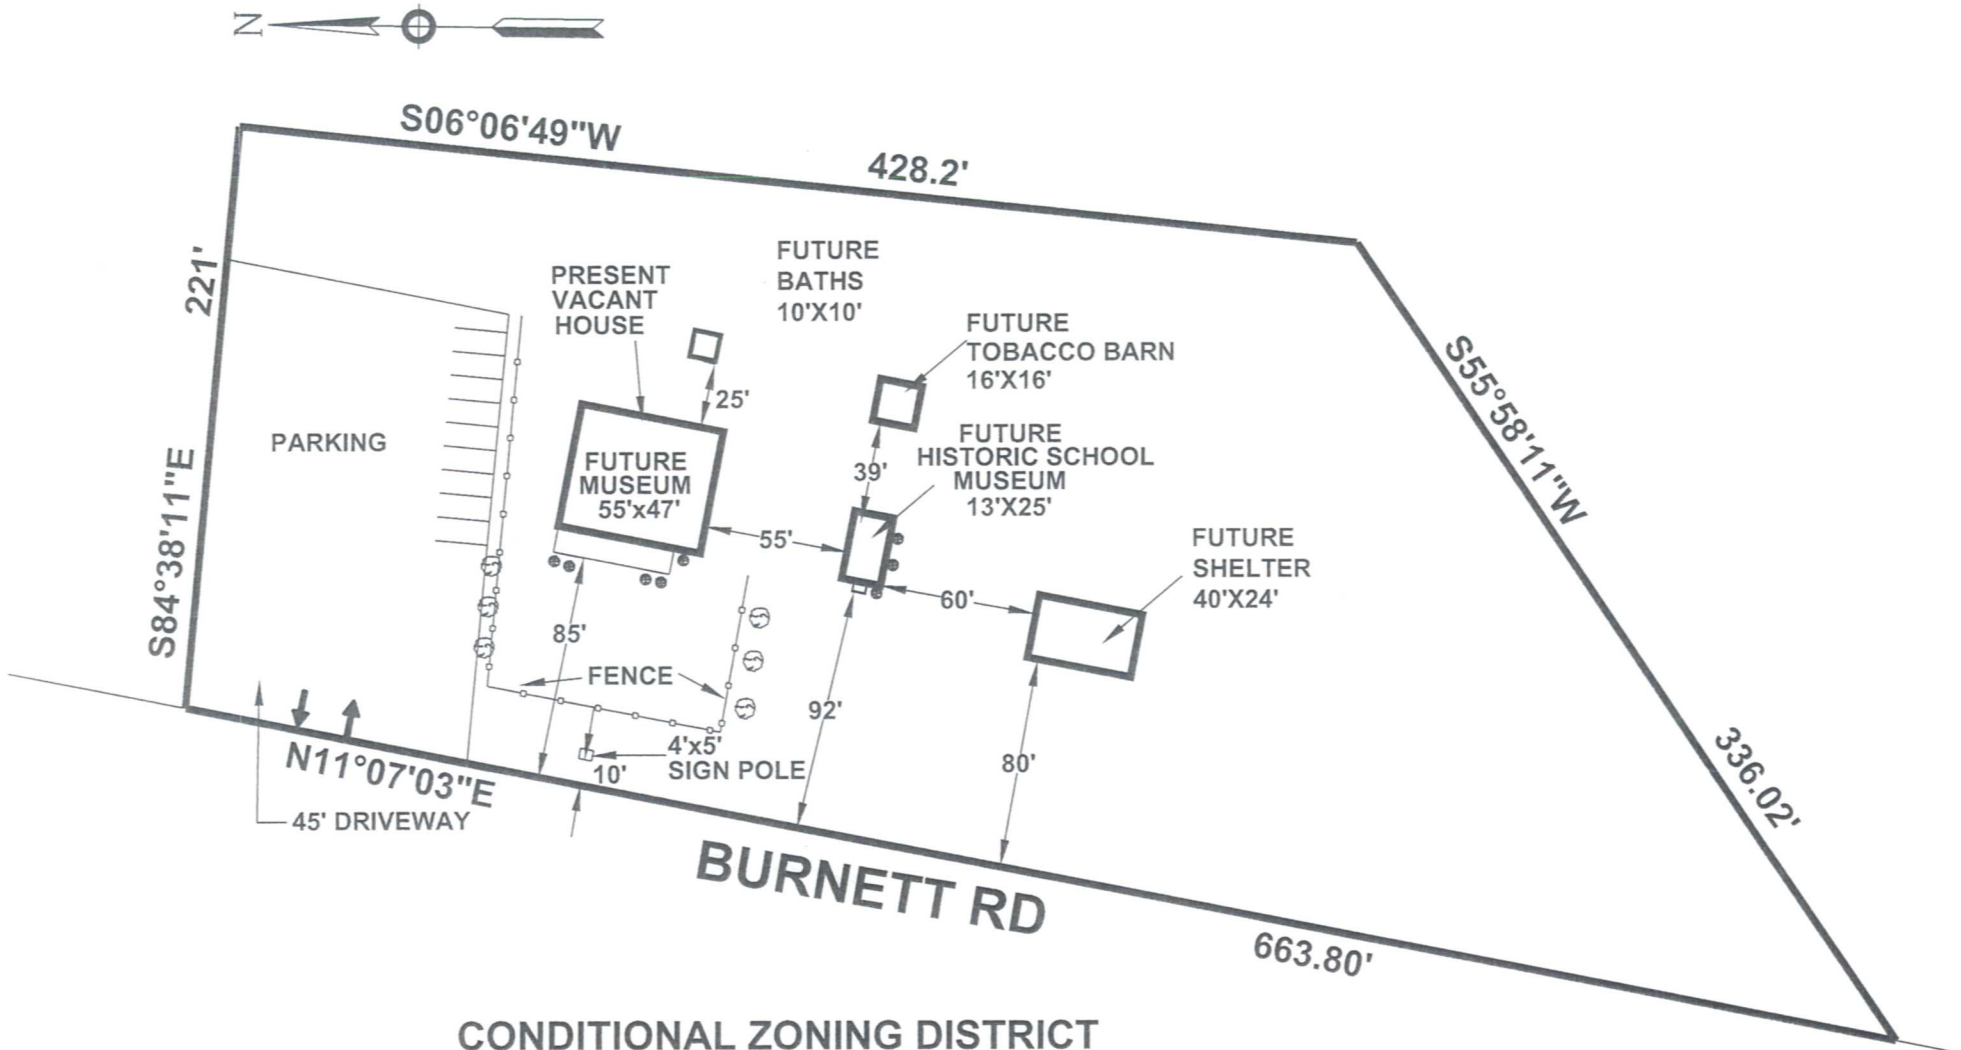 N
S06°06'49"W
428.2'
221'
S84°38'11"E
S55°58'11"W
336.02'
FUTURE
BATHS
10'X10'
PRESENT
VACANT
HOUSE
25'
FUTURE
TOBACCO BARN
16'X16'
PARKING
FUTURE
MUSEUM
55'x47'
39'
FUTURE
HISTORIC SCHOOL
MUSEUM
13'X25'
55'
60'
FUTURE
SHELTER
40'X24'
85'
FENCE
92'
80'
4'x5'
SIGN POLE
10'
N11°07'03"E
45' DRIVEWAY
BURNETT RD
663.80'
CONDITIONAL ZONING DISTRICT